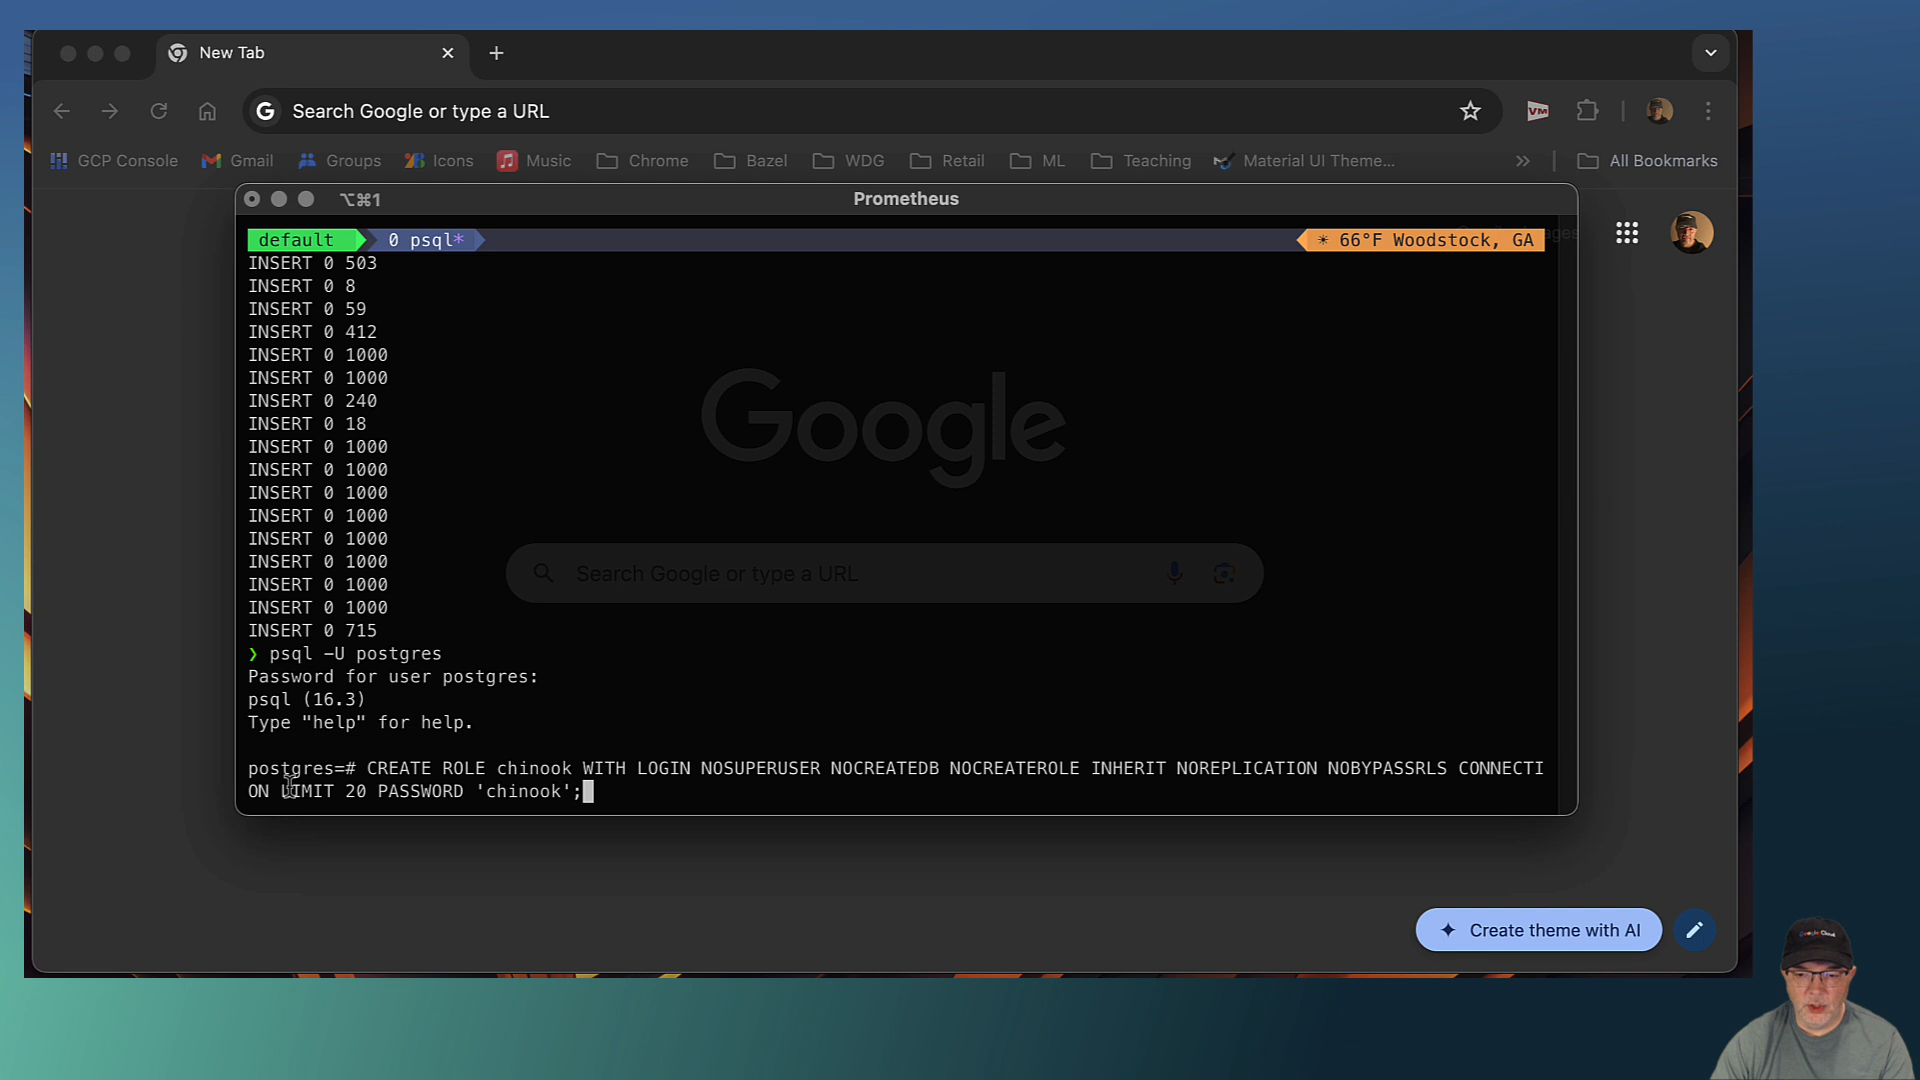 New Tab
Search Google or type a URL
VM
GCP Console
Gmail
Groups
Icons
Music
Chrome
Bazel
WDG
Retail
ML
Teaching
Material UI Theme...
All Bookmarks
⌥⌘1
Prometheus
default
0 psql*
☀ 66°F Woodstock, GA
INSERT 0 503
INSERT 0 8
INSERT 0 59
INSERT 0 412
INSERT 0 1000
INSERT 0 1000
INSERT 0 240
INSERT 0 18
INSERT 0 1000
INSERT 0 1000
INSERT 0 1000
INSERT 0 1000
INSERT 0 1000
INSERT 0 1000
INSERT 0 1000
INSERT 0 1000
INSERT 0 715
❯ psql -U postgres
Password for user postgres:
psql (16.3)
Type "help" for help.
postgres=# CREATE ROLE chinook WITH LOGIN NOSUPERUSER NOCREATEDB NOCREATEROLE INHERIT NOREPLICATION NOBYPASSRLS CONNECTI
ON LIMIT 20 PASSWORD 'chinook';
Google
Search Google or type a URL
Create theme with AI
Google Cloud